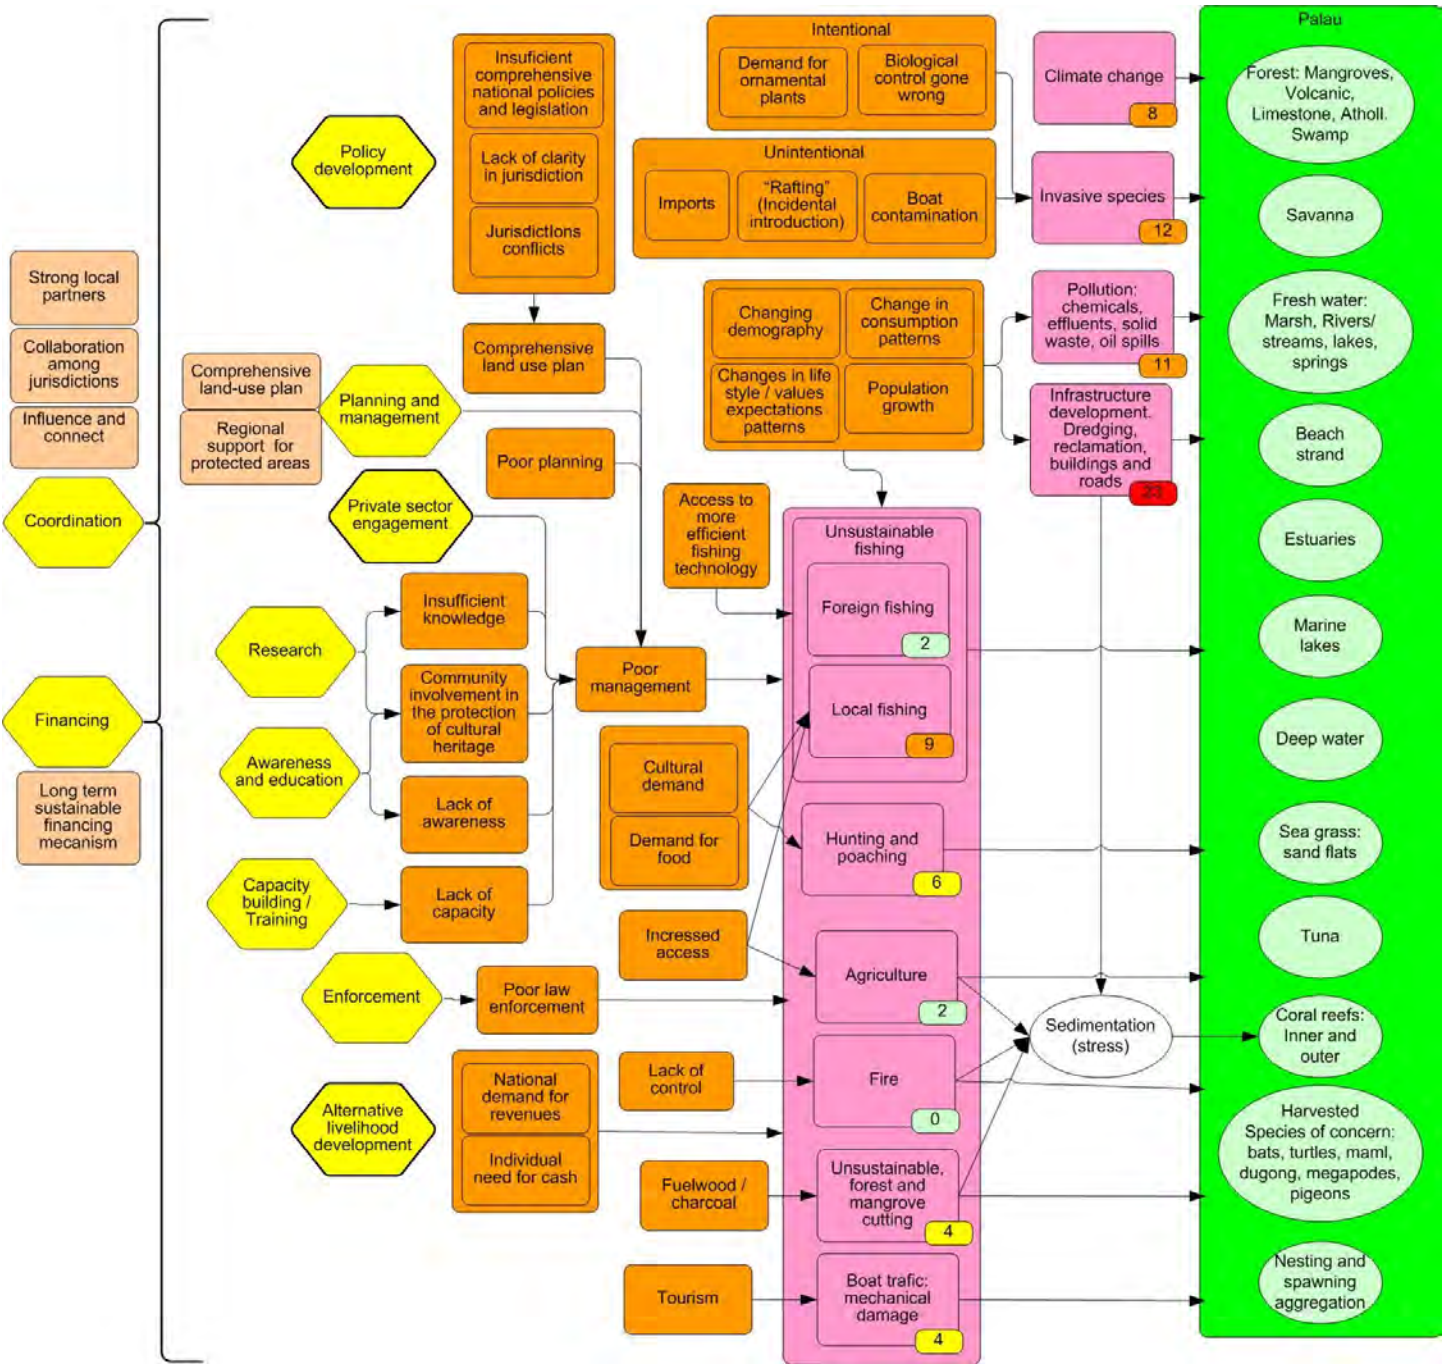 Strong local
partners
Collaboration
among
jurisdictions
Influence and
connect
Coordination
Financing
Long term
sustainable
financing
mecanism
Policy
development
Comprehensive
land-use plan
Regional
support for
protected areas
Planning and
management
Private sector
engagement
Research
Awareness
and education
Capacity
building /
Training
Enforcement
Alternative
livelihood
development
Insuficient
comprehensive
national policies
and legislation
Lack of clarity
in jurisdiction
JurisdictIons
conflicts
Comprehensive
land use plan
Poor planning
Insufficient
knowledge
Community
involvement in
the protection
of cultural
heritage
Lack of
awareness
Lack of
capacity
Poor law
enforcement
National
demand for
revenues
Individual
need for cash
Poor
management
Intentional
Demand for
ornamental
plants
Biological
control gone
wrong
Unintentional
Imports
“Rafting”
(Incidental
introduction)
Boat
contamination
Changing
demography
Change in
consumption
patterns
Changes in life
style / values
expectations
patterns
Population
growth
Access to
more
efficient
fishing
technology
Cultural
demand
Demand for
food
Incressed
access
Lack of
control
Fuelwood /
charcoal
Tourism
Climate change
8
Invasive species
12
Pollution:
chemicals,
effluents, solid
waste, oil spills
11
Infrastructure
development.
Dredging,
reclamation,
buildings and
roads
Unsustainable
fishing
Foreign fishing
2
Local fishing
9
Hunting and
poaching
6
Agriculture
2
Fire
0
Unsustainable,
forest and
mangrove
cutting
4
Boat trafic:
mechanical
damage
4
Sedimentation
(stress)
Palau
Forest: Mangroves,
Volcanic,
Limestone, Atholl.
Swamp
Savanna
Fresh water:
Marsh, Rivers/
streams, lakes,
springs
Beach
strand
Estuaries
Marine
lakes
Deep water
Sea grass:
sand flats
Tuna
Coral reefs:
Inner and
outer
Harvested
Species of concern:
bats, turtles, maml,
dugong, megapodes,
pigeons
Nesting and
spawning
aggregation